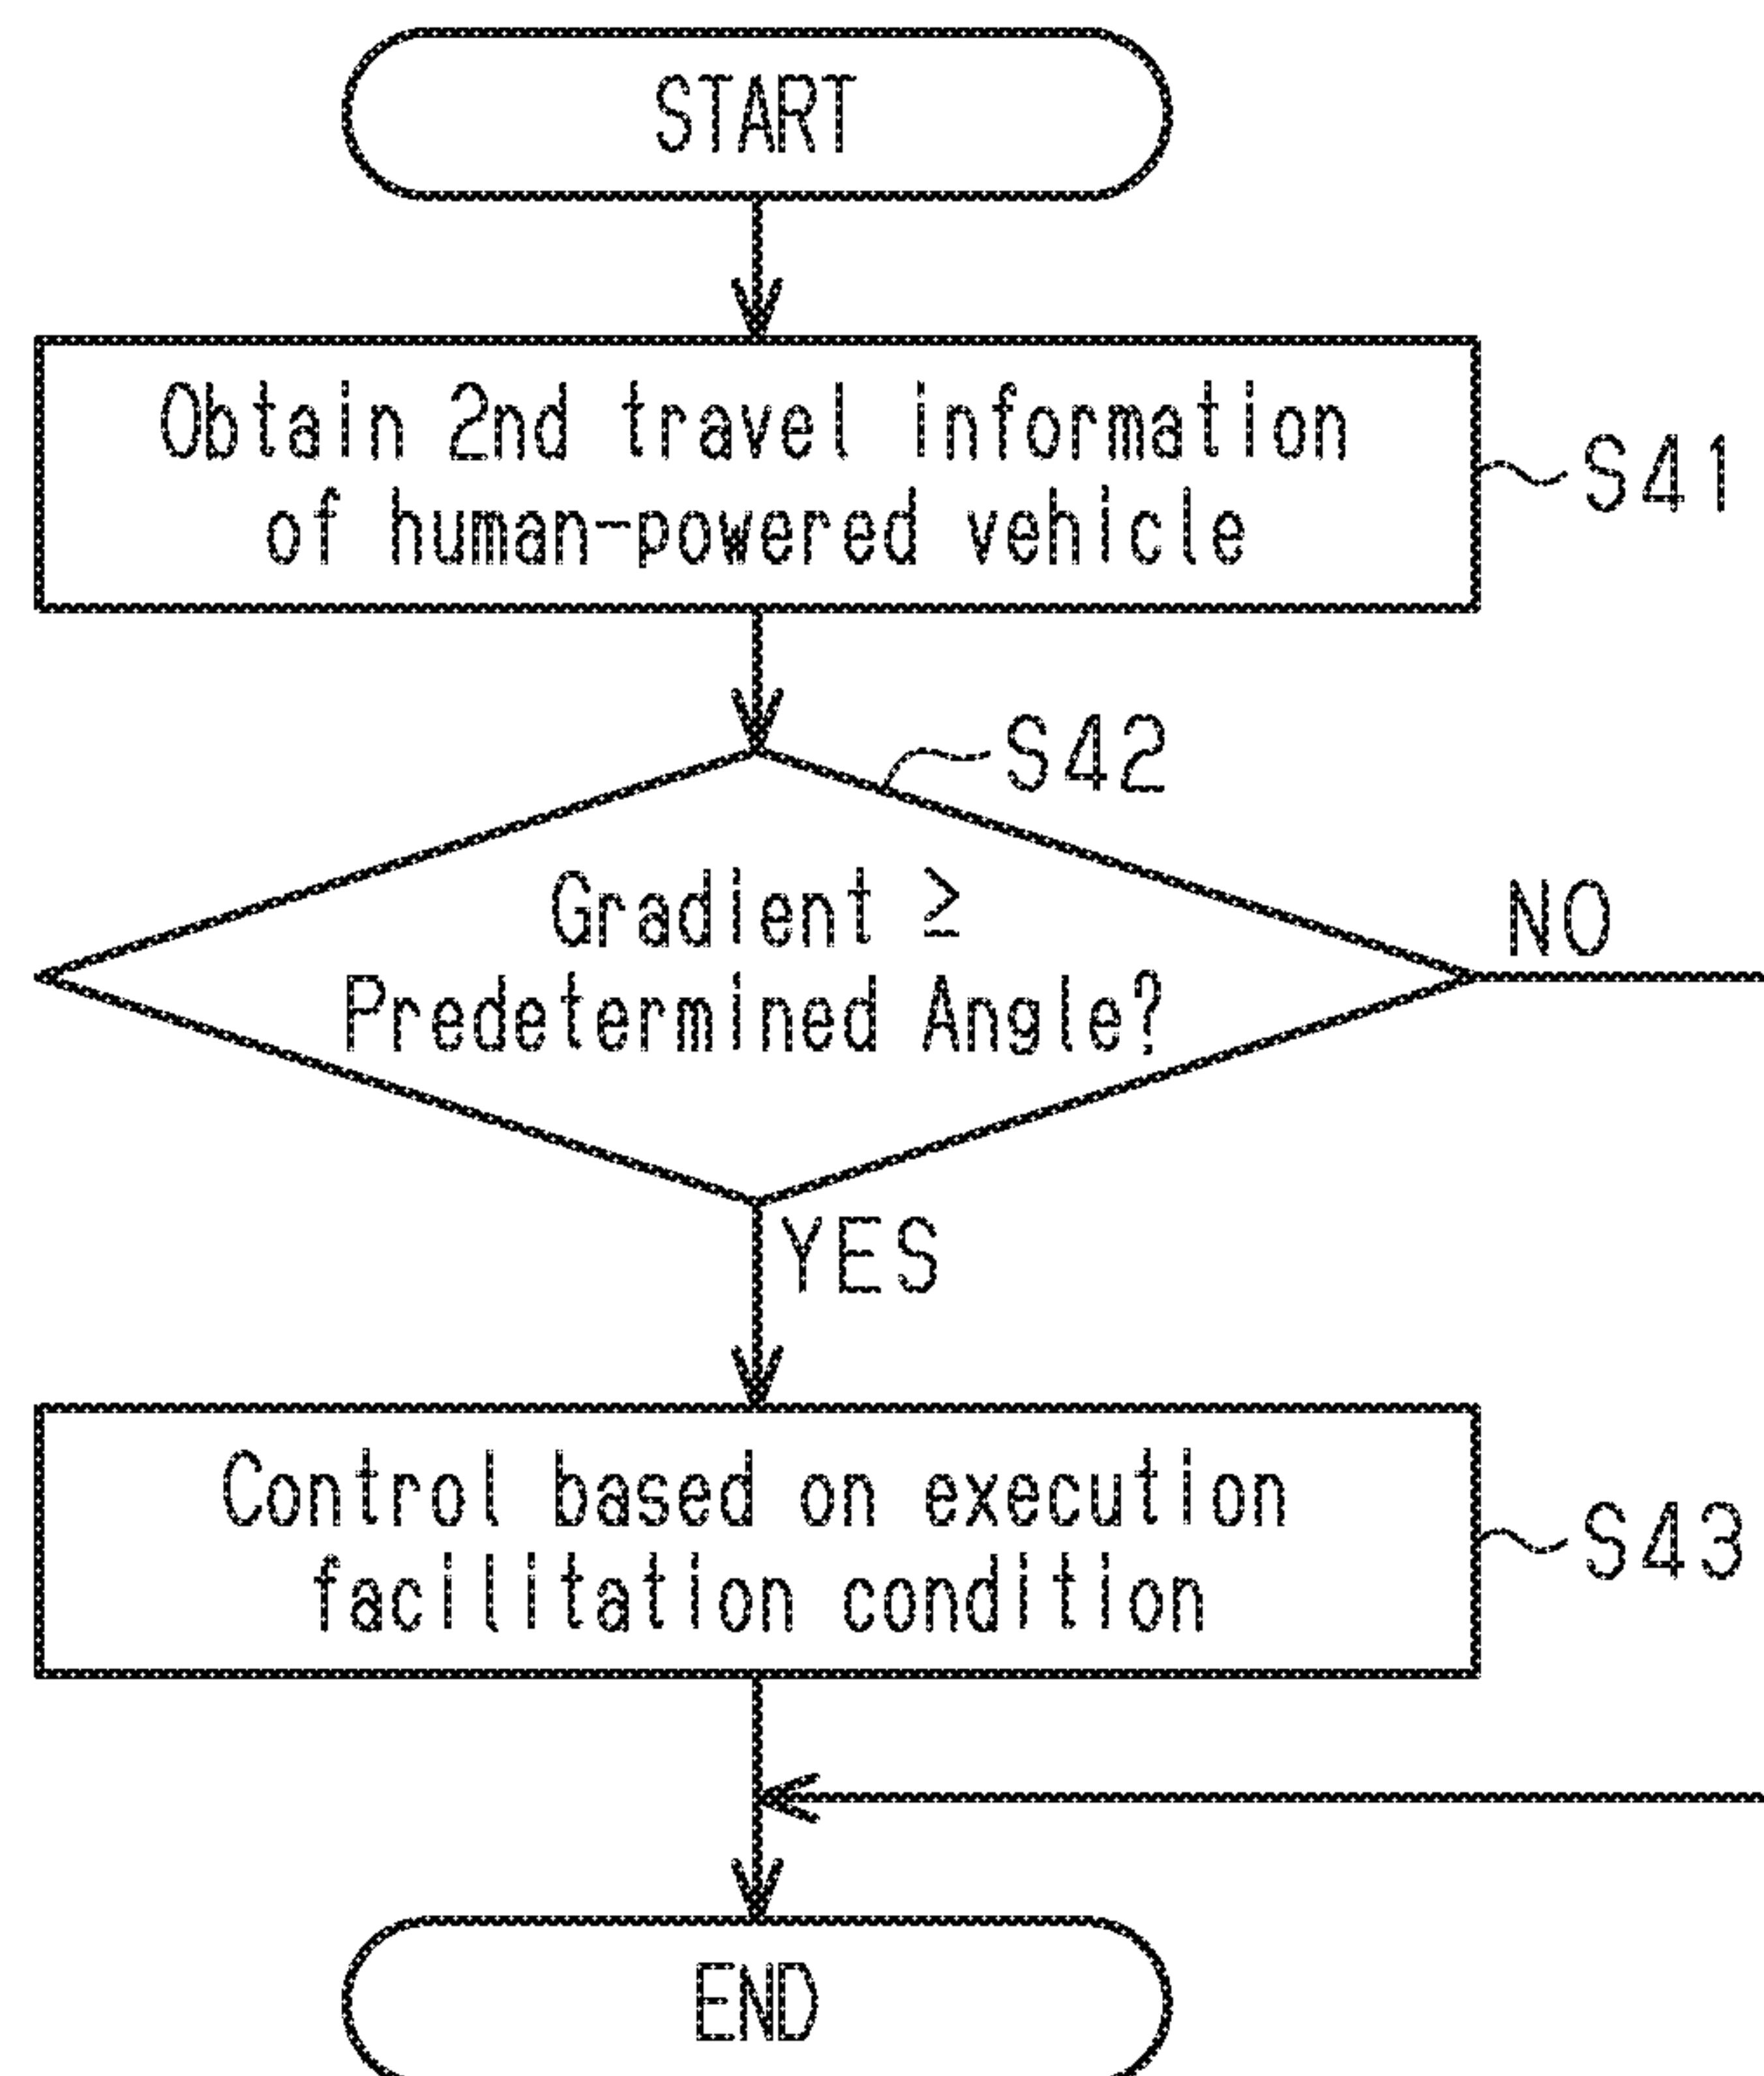 START
Obtain 2nd travel information
of human-powered vehicle
S41
S42
Gradient ≥
Predetermined Angle?
NO
YES
Control based on execution
facilitation condition
S43
END